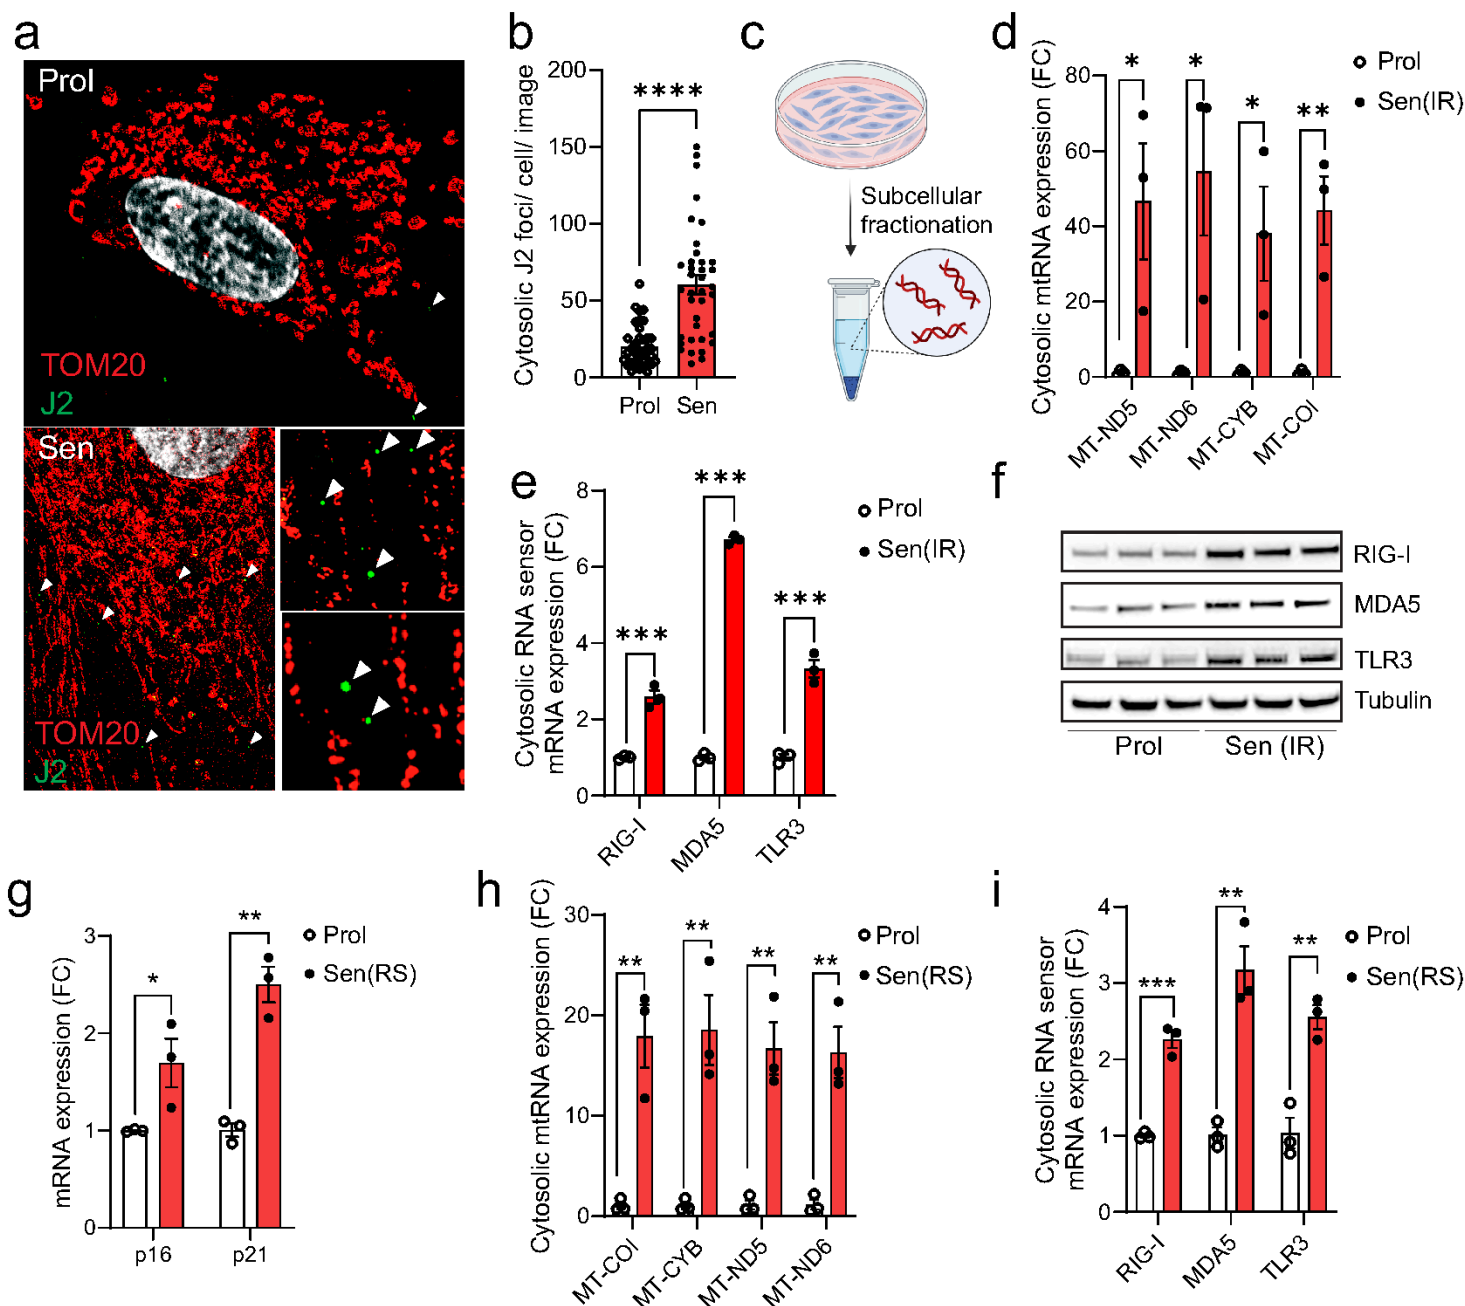 a
Prol
TOM20
J2
Sen
TOM20
J2
b
Cytosolic J2 foci/ cell/ image
200
150
100
50
0
****
Prol
Sen
c
Subcellular
fractionation
d
Cytosolic mtRNA expression (FC)
80
60
40
20
0
*
*
*
**
Prol
Sen(IR)
MT-ND5
MT-ND6
MT-CYB
MT-COI
e
Cytosolic RNA sensor
mRNA expression (FC)
8
6
4
2
0
***
***
***
Prol
Sen(IR)
RIG-I
MDA5
TLR3
f
RIG-I
MDA5
TLR3
Tubulin
Prol
Sen (IR)
g
mRNA expression (FC)
3
2
1
0
*
**
Prol
Sen(RS)
p16
p21
h
Cytosolic mtRNA expression (FC)
30
20
10
0
**
**
**
**
Prol
Sen(RS)
MT-COI
MT-CYB
MT-ND5
MT-ND6
i
Cytosolic RNA sensor
mRNA expression (FC)
4
3
2
1
0
***
**
**
Prol
Sen(RS)
RIG-I
MDA5
TLR3